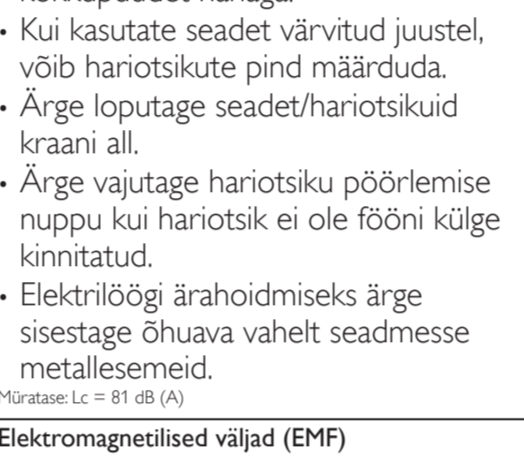 • Kui kasutate seadet värvitud juustel,
võib hariotsikute pind määrduda.
• Ärge loputage seadet/hariotsikuid
kraani all.
• Ärge vajutage hariotsiku pöörlemise
nuppu kui hariotsik ei ole fööni külge
kinnitatud.
• Elektrilöögi ärahoidmiseks ärge
sisestage õhuava vahelt seadmesse
metallesemeid.
Müratase: Lc = 81 dB (A)
Elektromagnetilised väljad (EMF)